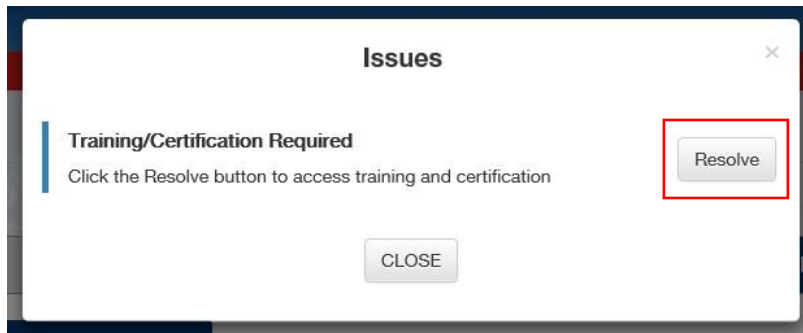 Issues
×
Training/Certification Required
Click the Resolve button to access training and certification
Resolve
CLOSE